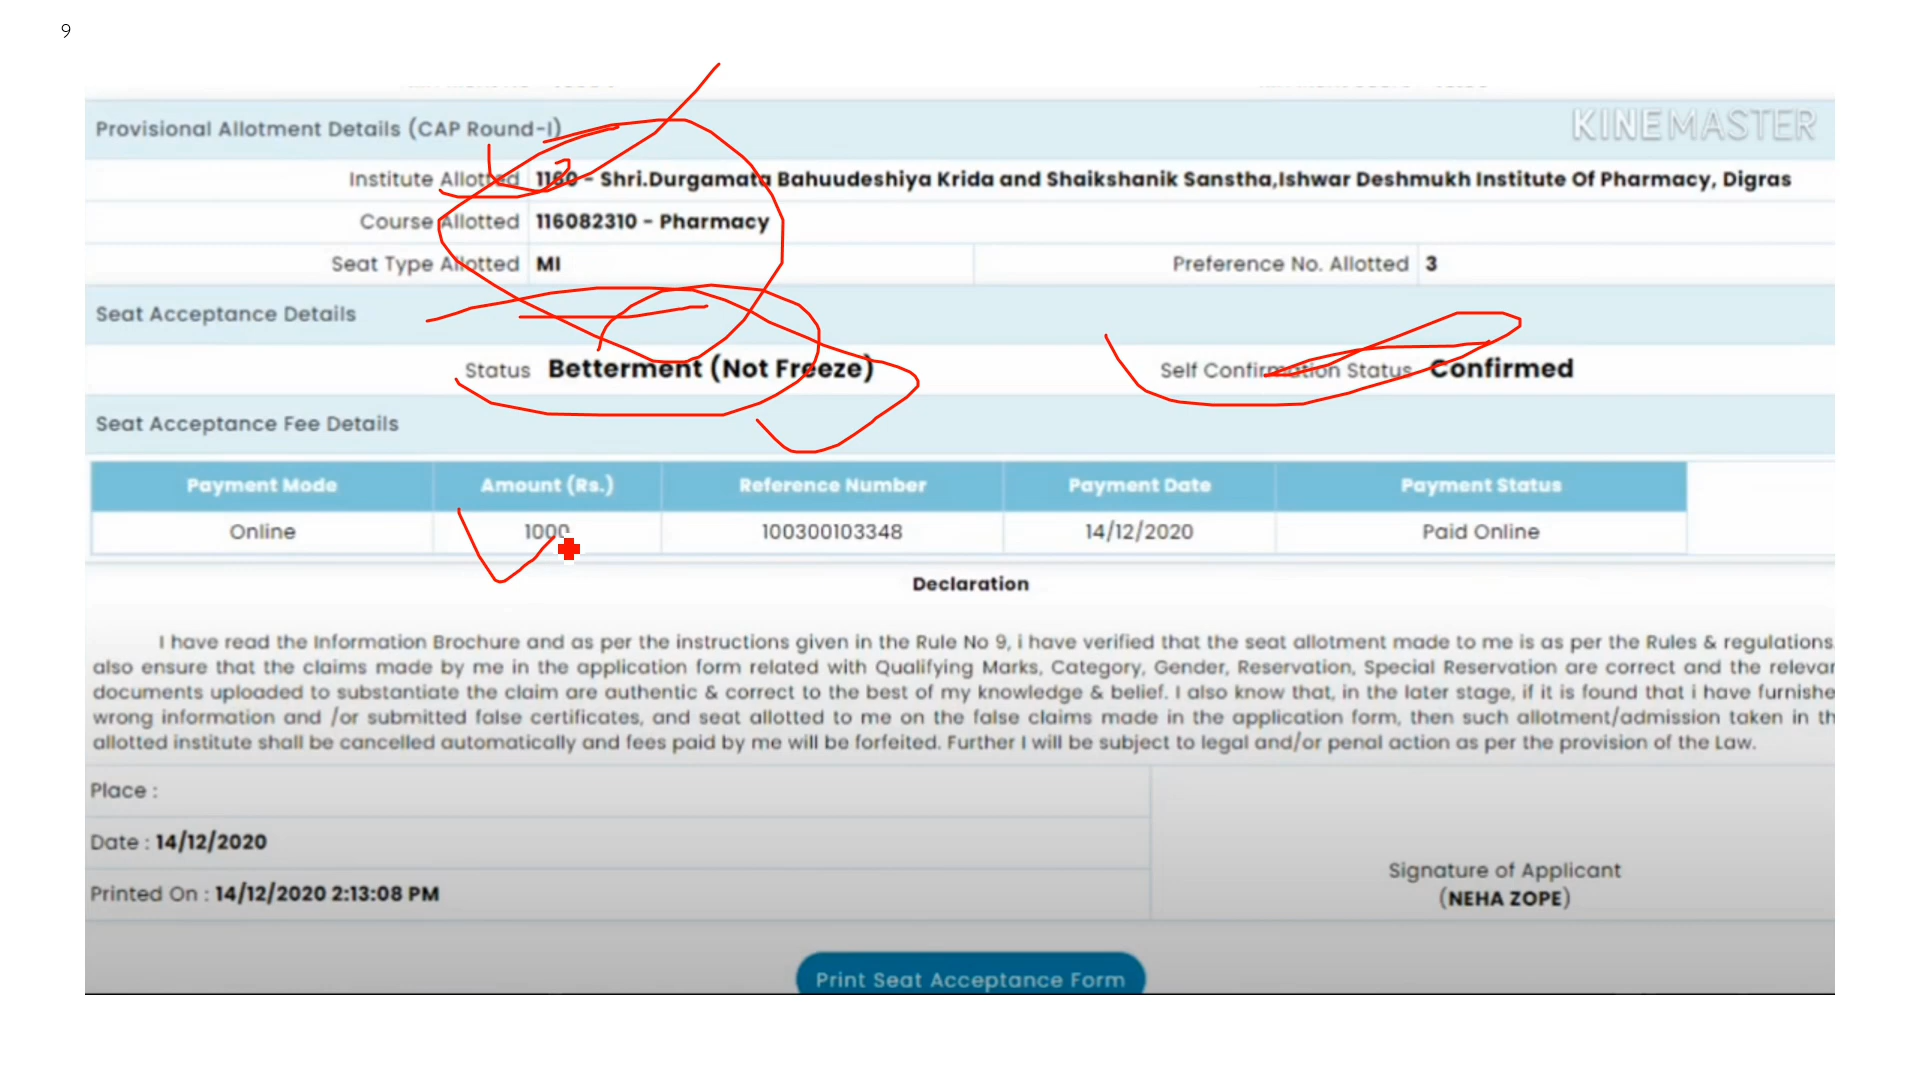 9
Provisional Allotment Details (CAP Round-I)
KINEMASTER
Institute Allotted 1160 - Shri.Durgamata Bahuudeshiya Krida and Shaikshanik Sanstha,Ishwar Deshmukh Institute Of Pharmacy, Digras
Course Allotted 116082310 - Pharmacy
Seat Type Allotted MI Preference No. Allotted 3
Seat Acceptance Details
Status Betterment (Not Freeze) Self Confirmation Status Confirmed
Seat Acceptance Fee Details
Payment Mode Amount (Rs.) Reference Number Payment Date Payment Status
Online 1000 100300103348 14/12/2020 Paid Online
Declaration
I have read the Information Brochure and as per the instructions given in the Rule No 9, i have verified that the seat allotment made to me is as per the Rules & regulations.
also ensure that the claims made by me in the application form related with Qualifying Marks, Category, Gender, Reservation, Special Reservation are correct and the relevan
documents uploaded to substantiate the claim are authentic & correct to the best of my knowledge & belief. I also know that, in the later stage, if it is found that i have furnishe
wrong information and /or submitted false certificates, and seat allotted to me on the false claims made in the application form, then such allotment/admission taken in th
allotted institute shall be cancelled automatically and fees paid by me will be forfeited. Further I will be subject to legal and/or penal action as per the provision of the Law.
Place :
Date : 14/12/2020
Printed On : 14/12/2020 2:13:08 PM
Signature of Applicant
(NEHA ZOPE)
Print Seat Acceptance Form